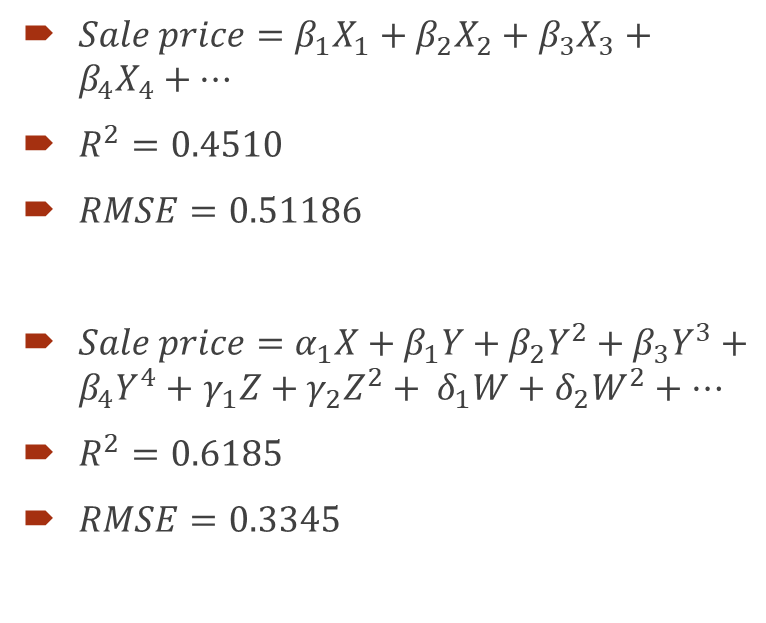 Sale price = β₁X₁ + β₂X₂ + β₃X₃ +
β₄X₄ + ⋯
R² = 0.4510
RMSE = 0.51186
Sale price = α₁X + β₁Y + β₂Y² + β₃Y³ +
β₄Y⁴ + γ₁Z + γ₂Z² + δ₁W + δ₂W² + ⋯
R² = 0.6185
RMSE = 0.3345